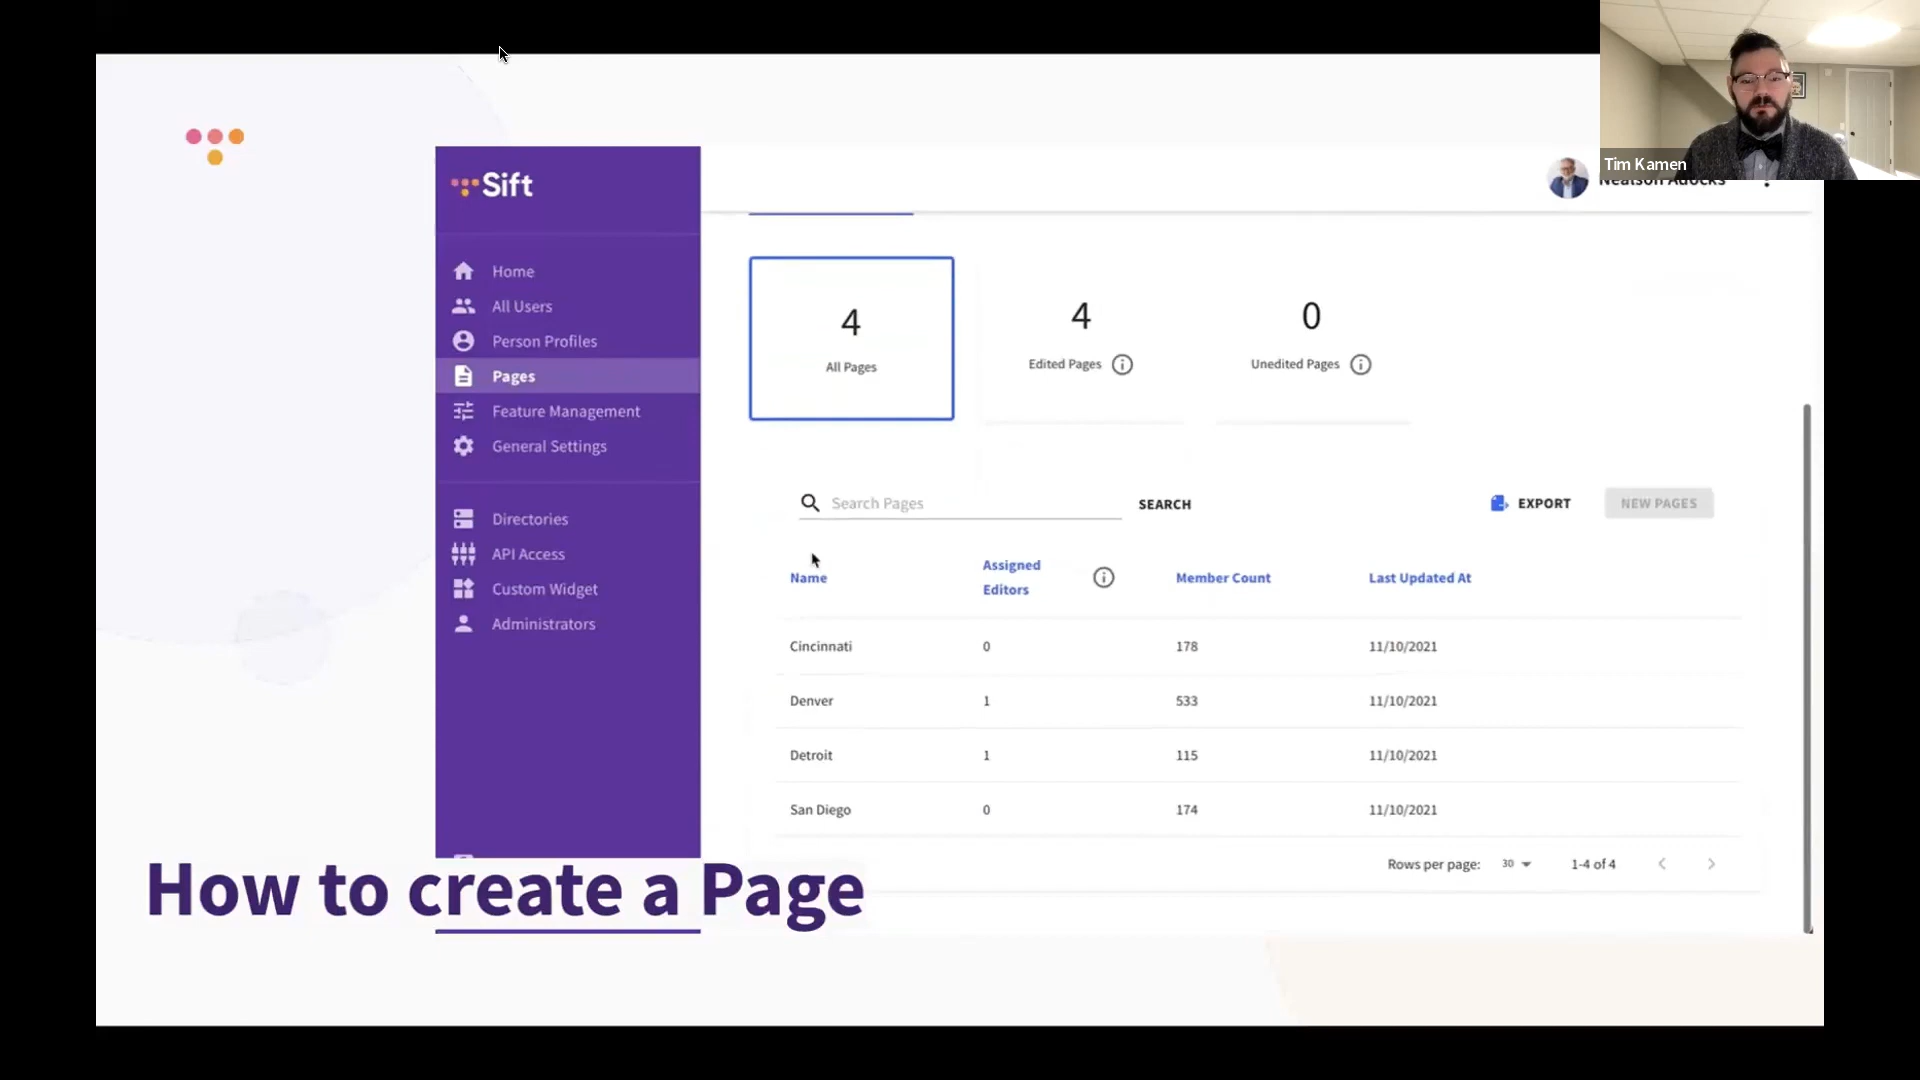 Tim Kamen
Sift
Nealson Adocks
Home
All Users
Person Profiles
Pages
Feature Management
General Settings
Directories
API Access
Custom Widget
Administrators
4
All Pages
4
Edited Pages
0
Unedited Pages
Search Pages
SEARCH
EXPORT
NEW PAGES
Name
Assigned
Editors
Member Count
Last Updated At
Cincinnati 0 178 11/10/2021
Denver 1 533 11/10/2021
Detroit 1 115 11/10/2021
San Diego 0 174 11/10/2021
Rows per page: 30 1-4 of 4
How to create a Page